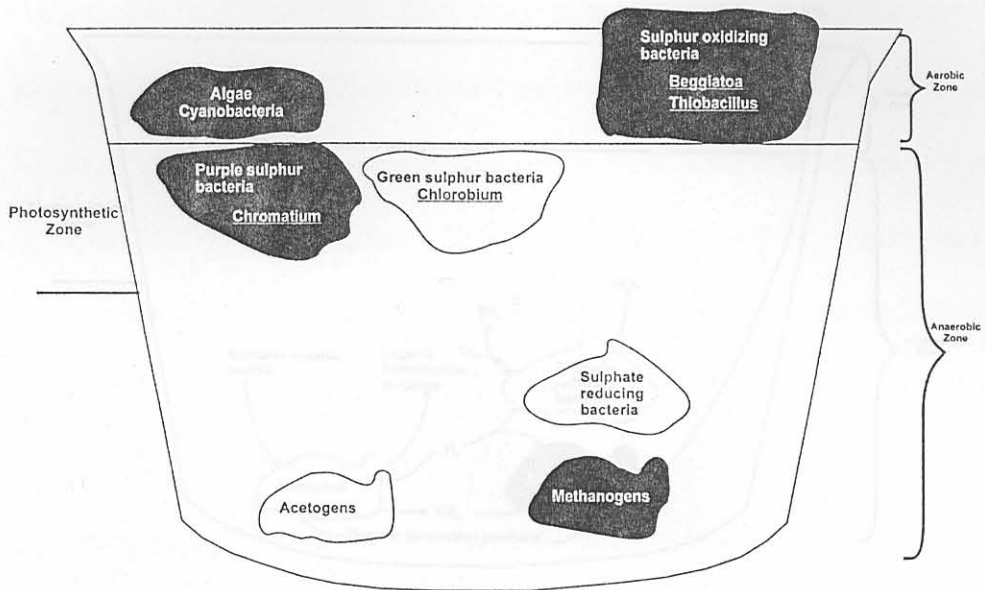 Sulphur oxidizing
bacteria
Beggiatoa
Thiobacillus
Aerobic
Zone
Algae
Cyanobacteria
Purple sulphur
bacteria
Chromatium
Green sulphur bacteria
Chlorobium
Photosynthetic
Zone
Anaerobic
Zone
Sulphate
reducing
bacteria
Acetogens
Methanogens